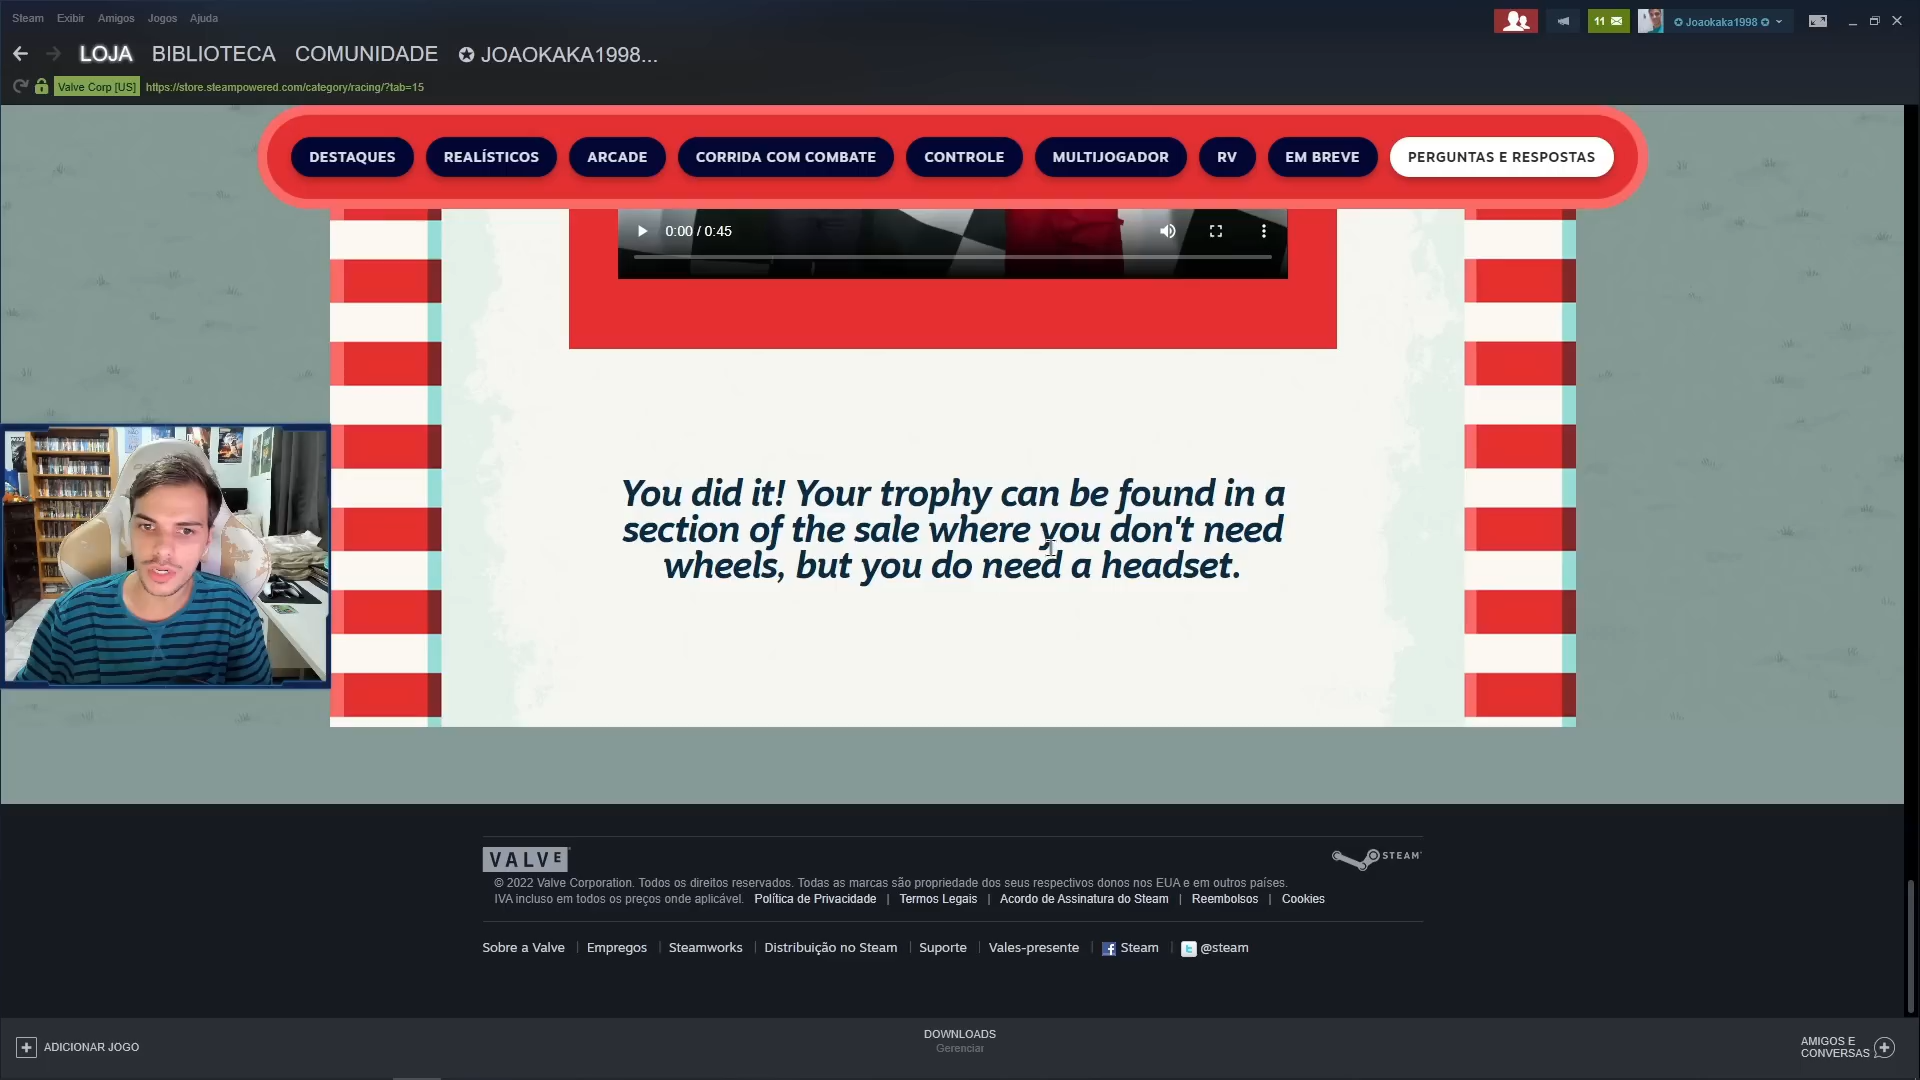 Steam Exibir Amigos Jogos Ajuda
11 Joaokaka1998
LOJA BIBLIOTECA COMUNIDADE JOAOKAKA1998...
Valve Corp [US] https://store.steampowered.com/category/racing/?tab=15
DESTAQUES REALÍSTICOS ARCADE CORRIDA COM COMBATE CONTROLE MULTIJOGADOR RV EM BREVE PERGUNTAS E RESPOSTAS
0:00 / 0:45
You did it! Your trophy can be found in a
section of the sale where you don't need
wheels, but you do need a headset.
VALVE STEAM
© 2022 Valve Corporation. Todos os direitos reservados. Todas as marcas são propriedade dos seus respectivos donos nos EUA e em outros países.
IVA incluso em todos os preços onde aplicável. Política de Privacidade | Termos Legais | Acordo de Assinatura do Steam | Reembolsos | Cookies
Sobre a Valve | Empregos | Steamworks | Distribuição no Steam | Suporte | Vales-presente | Steam | @steam
ADICIONAR JOGO
DOWNLOADS
Gerenciar
AMIGOS E
CONVERSAS